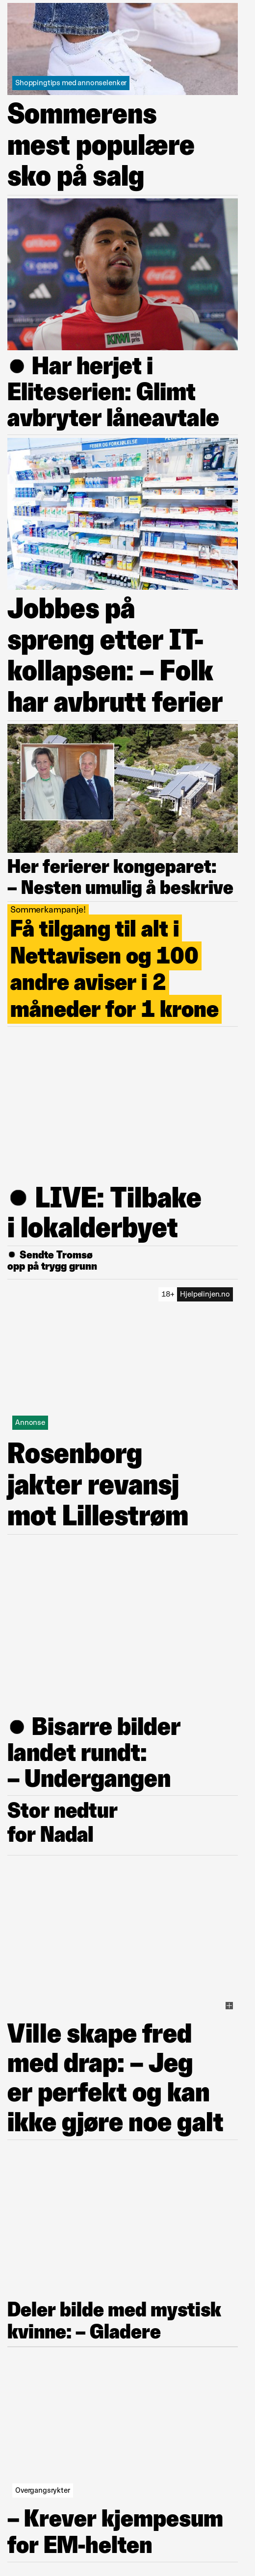 Shoppingtips med annonselenker
Sommerens
mest populære
sko på salg
KIWI mini pris
● Har herjet i
Eliteserien: Glimt
avbryter låneavtale
Jobbes på
spreng etter IT-
kollapsen: – Folk
har avbrutt ferier
Her ferierer kongeparet:
– Nesten umulig å beskrive
Sommerkampanje!
Få tilgang til alt i
Nettavisen og 100
andre aviser i 2
måneder for 1 krone
● LIVE: Tilbake
i lokalderbyet
● Sendte Tromsø
opp på trygg grunn
18+ Hjelpelinjen.no
Annonse
Rosenborg
jakter revansj
mot Lillestrøm
● Bisarre bilder
landet rundt:
– Undergangen
Stor nedtur
for Nadal
Ville skape fred
med drap: – Jeg
er perfekt og kan
ikke gjøre noe galt
Deler bilde med mystisk
kvinne: – Gladere
Overgangsrykter
– Krever kjempesum
for EM-helten